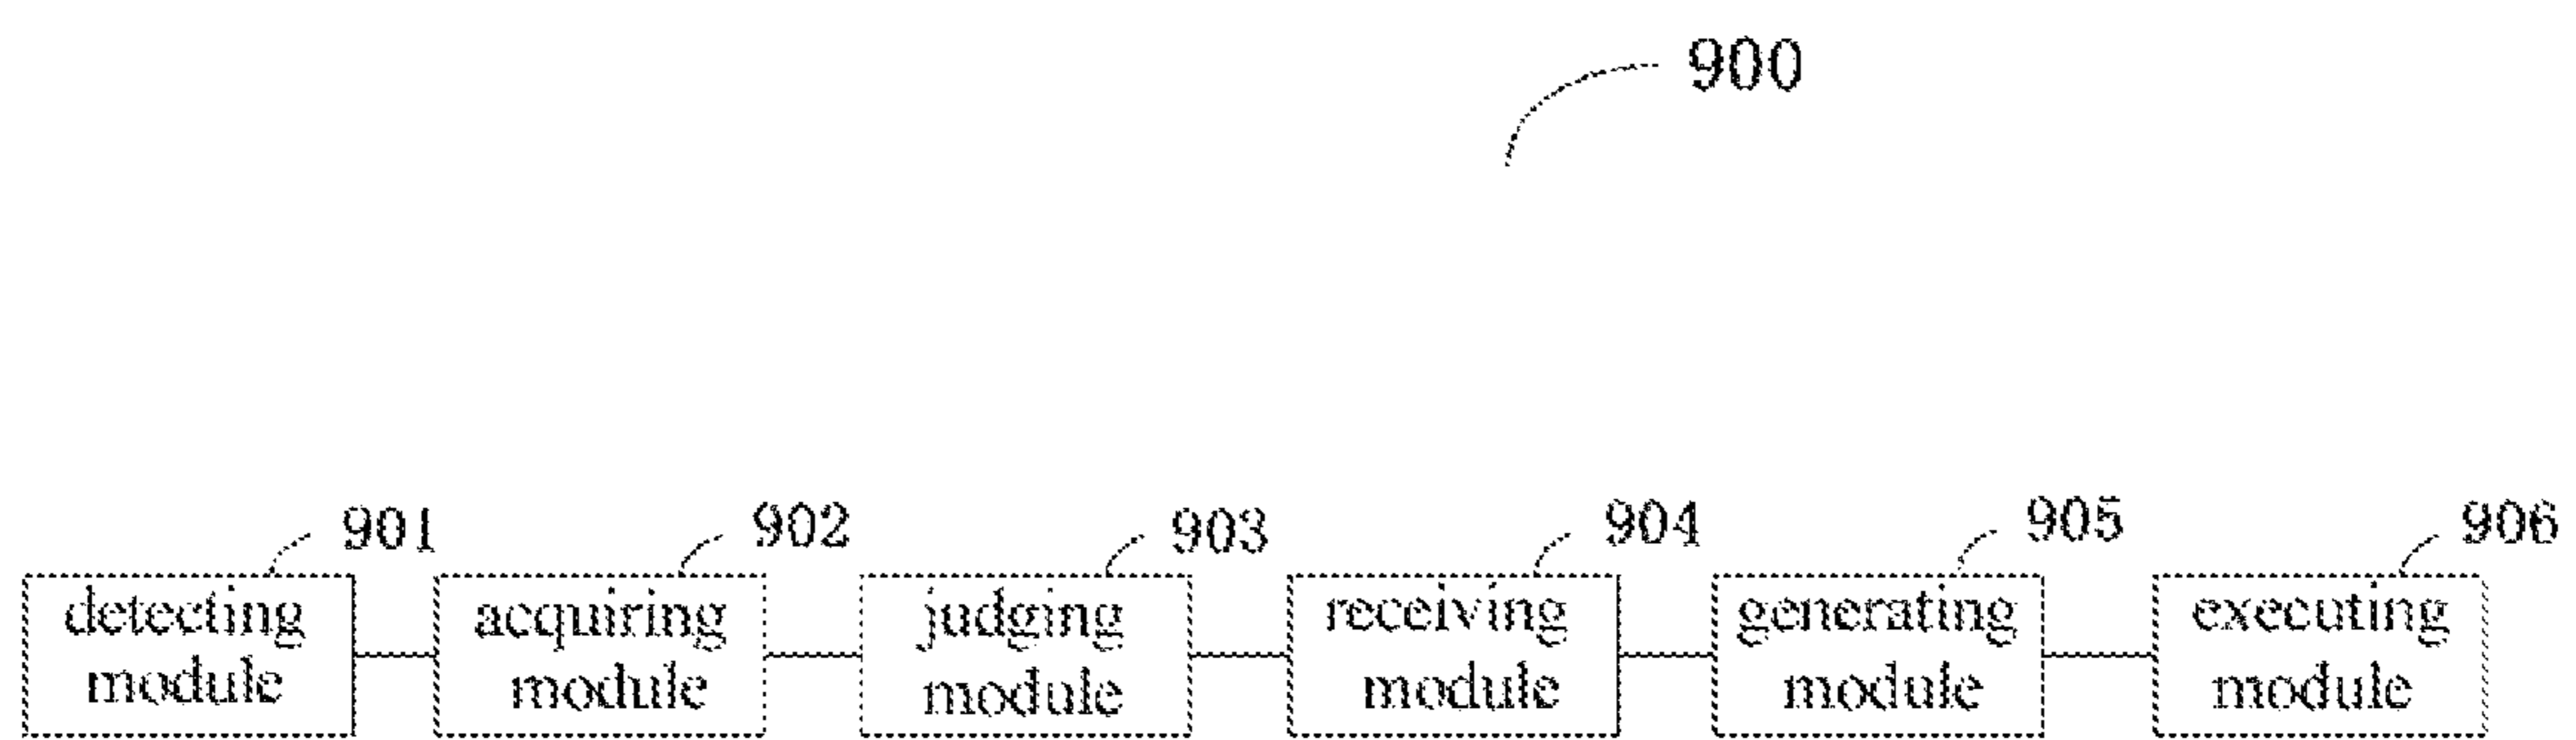 900
901
902
903
904
905
906
detecting
module
acquiring
module
judging
module
receiving
module
generating
module
executing
module